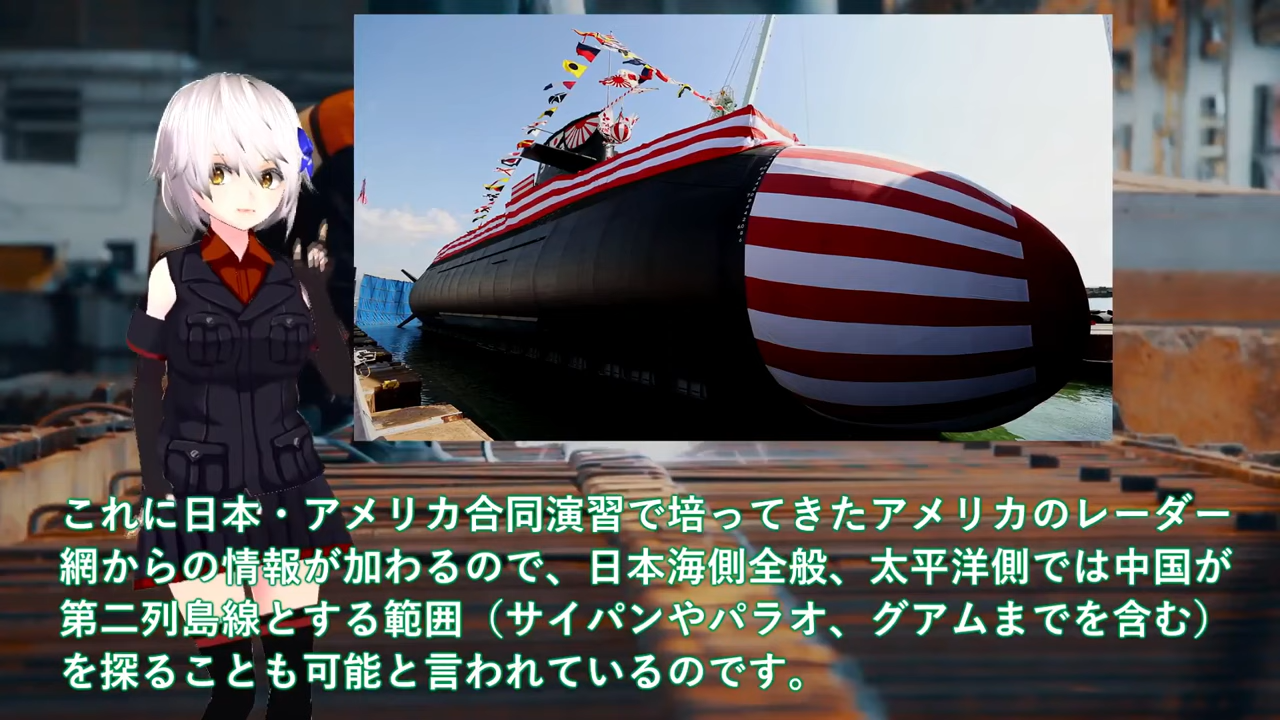 これに日本・アメリカ合同演習で培ってきたアメリカのレーダー
網からの情報が加わるので、日本海側全般、太平洋側では中国が
第二列島線とする範囲（サイパンやパラオ、グアムまでを含む）
を探ることも可能と言われているのです。